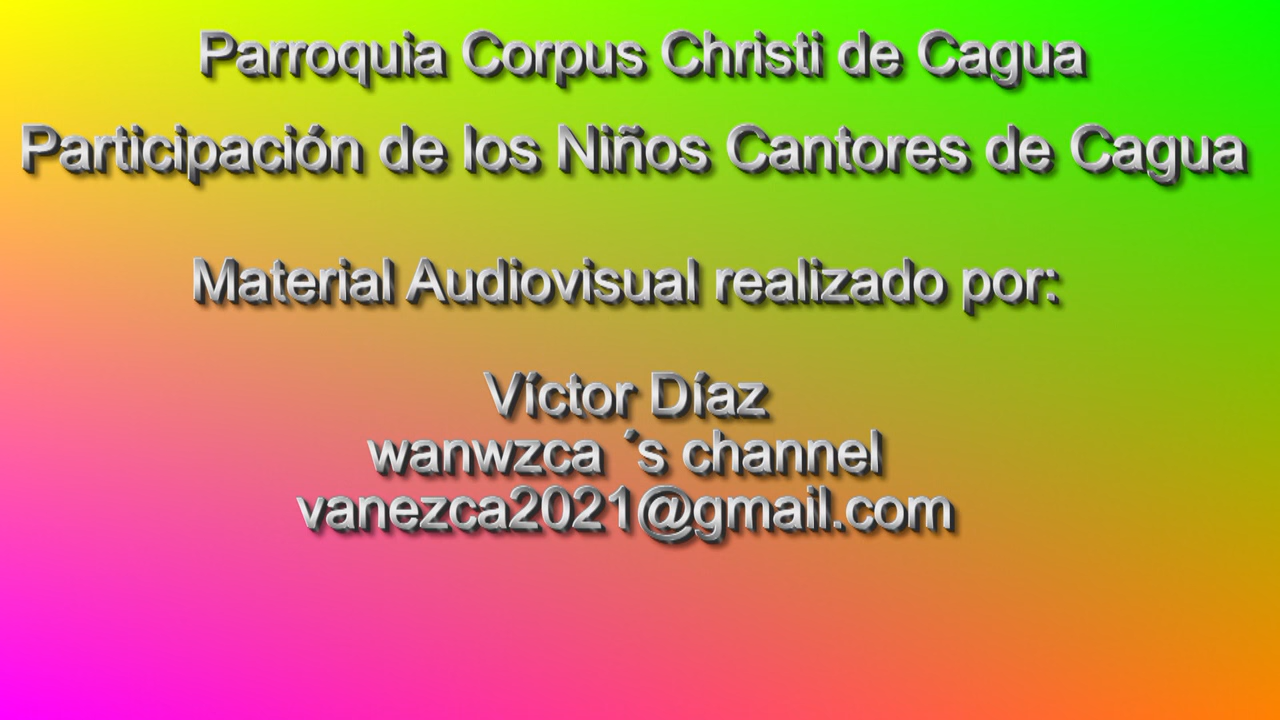 Parroquia Corpus Christi de Cagua
Participación de los Niños Cantores de Cagua
Material Audiovisual realizado por:
Víctor Díaz
wanwzca ´s channel
vanezca2021@gmail.com